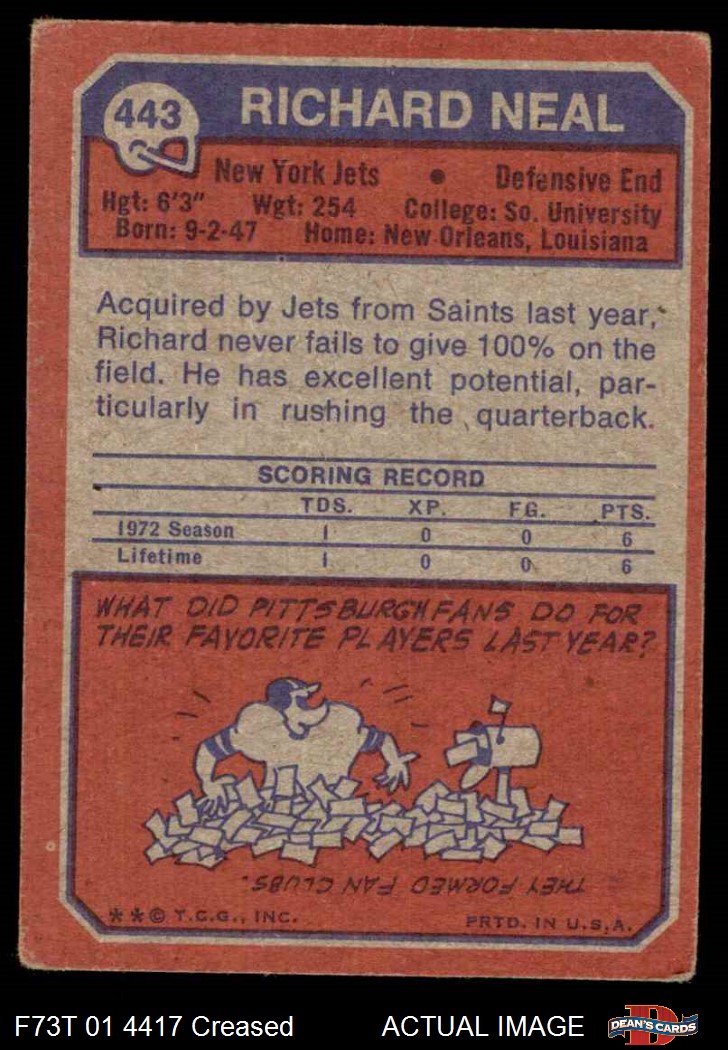 443
RICHARD NEAL
New York Jets • Defensive End
Hgt: 6'3" Wgt: 254 College: So. University
Born: 9-2-47 Home: New Orleans, Louisiana
Acquired by Jets from Saints last year,
Richard never fails to give 100% on the
field. He has excellent potential, par-
ticularly in rushing the quarterback.
SCORING RECORD
TDS. XP. FG. PTS.
1972 Season 1 0 0 6
Lifetime 1 0 0 6
WHAT DID PITTSBURGH FANS DO FOR
THEIR FAVORITE PLAYERS LAST YEAR?
THEY FORMED FAN CLUBS.
**© T.C.G., INC. PRTD. IN U.S.A.
F73T 01 4417 Creased ACTUAL IMAGE
D
DEAN'S CARDS